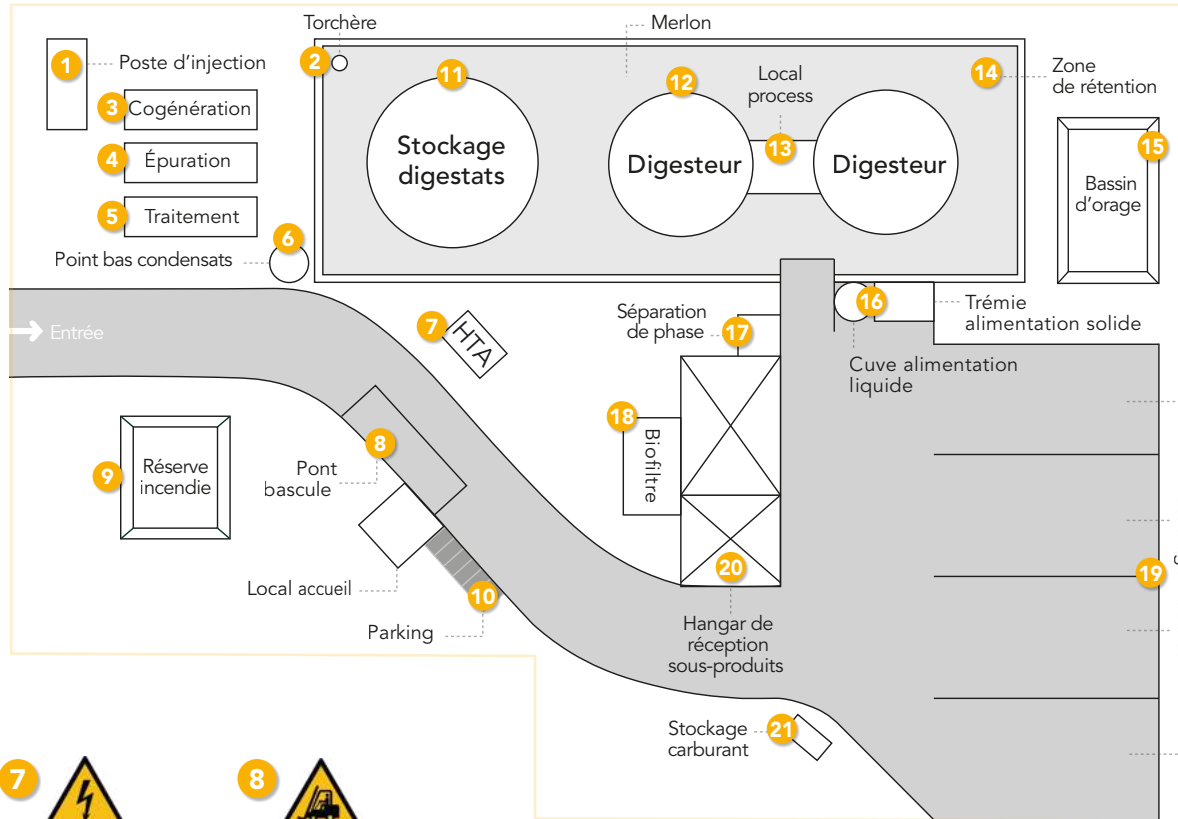 Torchère
Merlon
1
Poste d'injection
2
11
12
Local
process
14
Zone
de rétention
3
Cogénération
Stockage
digestats
Digesteur
13
Digesteur
15
Bassin
d'orage
4
Épuration
5
Traitement
6
Point bas condensats
Entrée
7
HTA
Séparation
de phase
17
16
Trémie
alimentation solide
Cuve alimentation
liquide
18
Biofiltre
8
Pont
bascule
9
Réserve
incendie
Local accueil
10
Parking
20
Hangar de
réception
sous-produits
19
Stockage
carburant
21
7
8